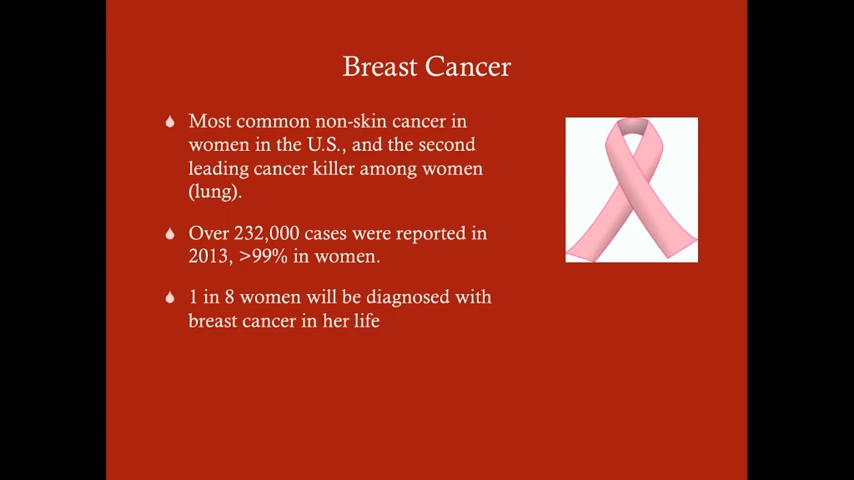 Breast Cancer
Most common non-skin cancer in
women in the U.S., and the second
leading cancer killer among women
(lung).
Over 232,000 cases were reported in
2013, >99% in women.
1 in 8 women will be diagnosed with
breast cancer in her life